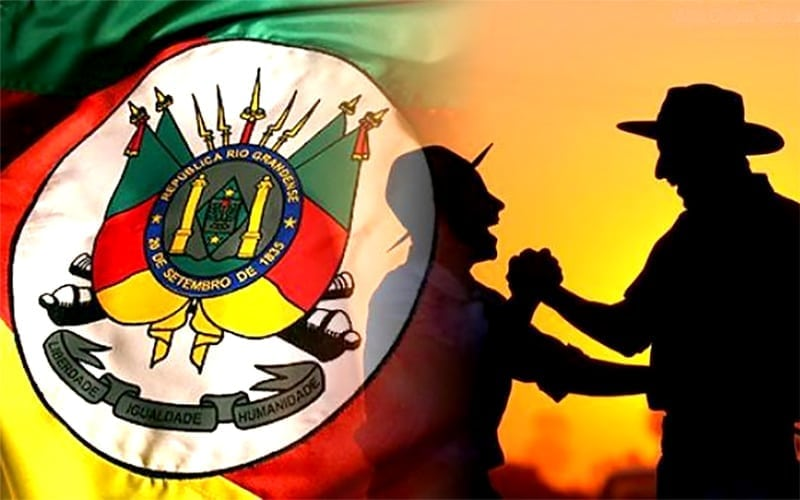 REPÚBLICA RIO GRANDENSE
20 DE SETEMBRO DE 1835
LIBERDADE
IGUALDADE
HUMANIDADE